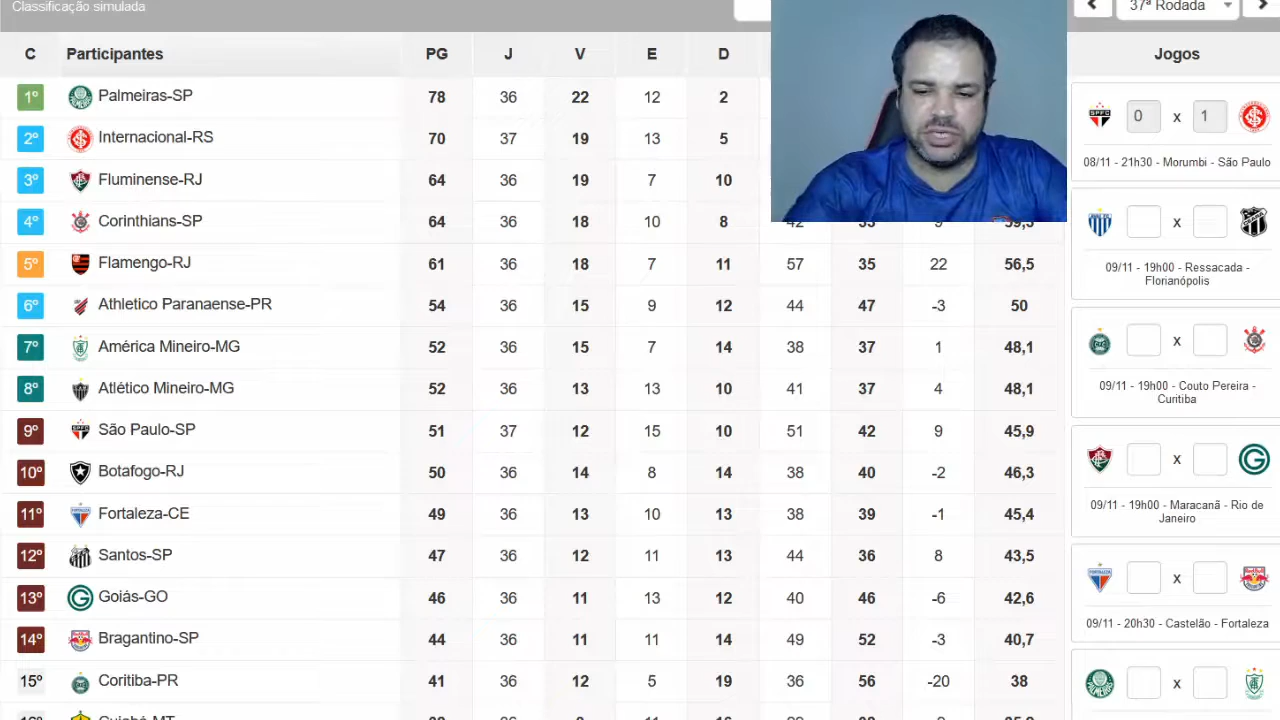 Classificação simulada
37ª Rodada
C Participantes PG J V E D
1º Palmeiras-SP 78 36 22 12 2
2º Internacional-RS 70 37 19 13 5
3º Fluminense-RJ 64 36 19 7 10
4º Corinthians-SP 64 36 18 10 8
5º Flamengo-RJ 61 36 18 7 11 57 35 22 56,5
6º Athletico Paranaense-PR 54 36 15 9 12 44 47 -3 50
7º América Mineiro-MG 52 36 15 7 14 38 37 1 48,1
8º Atlético Mineiro-MG 52 36 13 13 10 41 37 4 48,1
9º São Paulo-SP 51 37 12 15 10 51 42 9 45,9
10º Botafogo-RJ 50 36 14 8 14 38 40 -2 46,3
11º Fortaleza-CE 49 36 13 10 13 38 39 -1 45,4
12º Santos-SP 47 36 12 11 13 44 36 8 43,5
13º Goiás-GO 46 36 11 13 12 40 46 -6 42,6
14º Bragantino-SP 44 36 11 11 14 49 52 -3 40,7
15º Coritiba-PR 41 36 12 5 19 36 56 -20 38
Jogos
0 x 1
08/11 - 21h30 - Morumbi - São Paulo
x
09/11 - 19h00 - Ressacada -
Florianópolis
x
09/11 - 19h00 - Couto Pereira -
Curitiba
x
09/11 - 19h00 - Maracanã - Rio de
Janeiro
x
09/11 - 20h30 - Castelão - Fortaleza
x